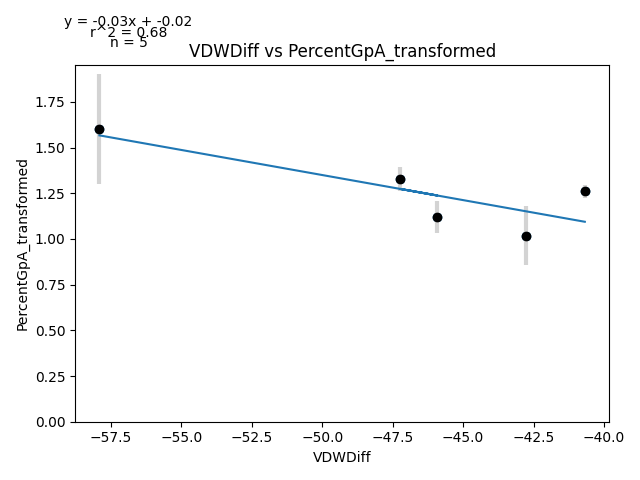 y = -0.03x + -0.02
r^2 = 0.68
n = 5
VDWDiff vs PercentGpA_transformed
PercentGpA_transformed
1.75
1.50
1.25
1.00
0.75
0.50
0.25
0.00
−57.5 −55.0 −52.5 −50.0 −47.5 −45.0 −42.5 −40.0
VDWDiff